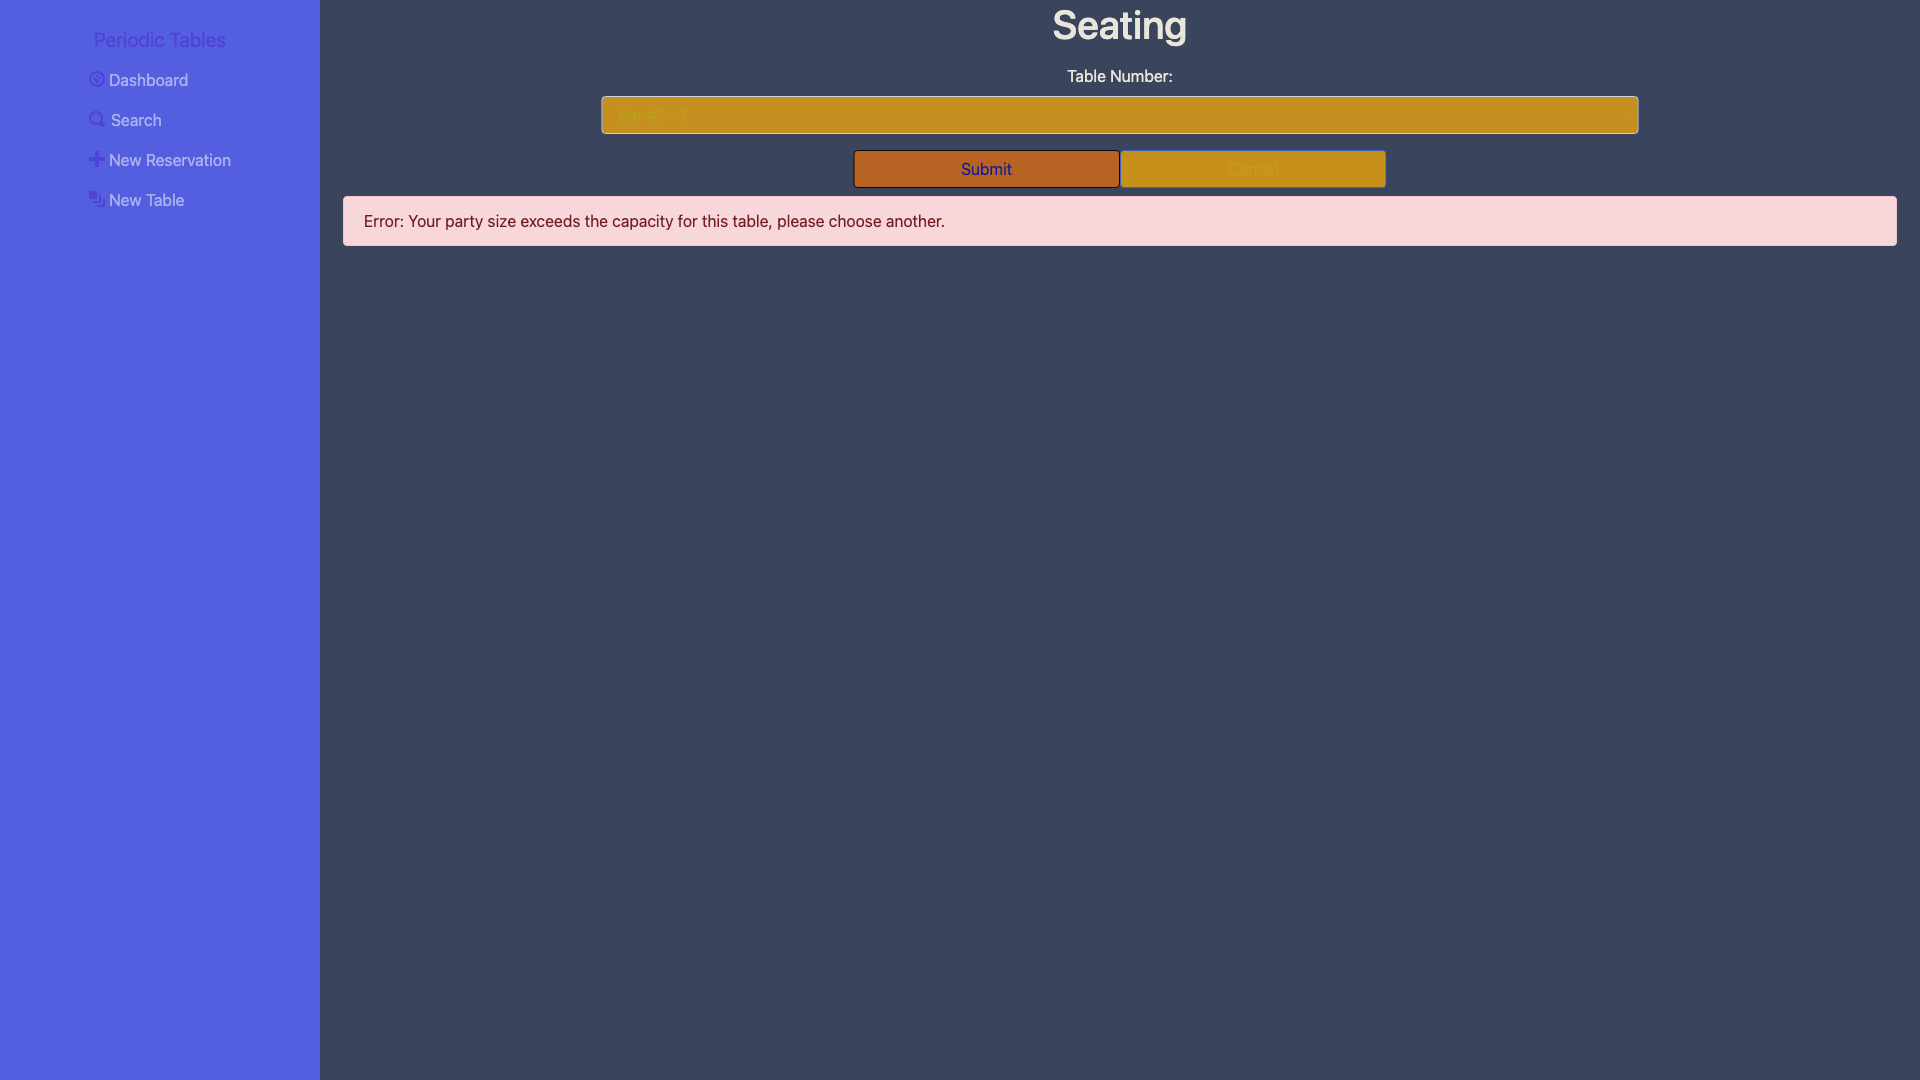 Periodic Tables
Dashboard
Search
New Reservation
New Table
Seating
Table Number:
Bar #1 - 1
Submit
Cancel
Error: Your party size exceeds the capacity for this table, please choose another.